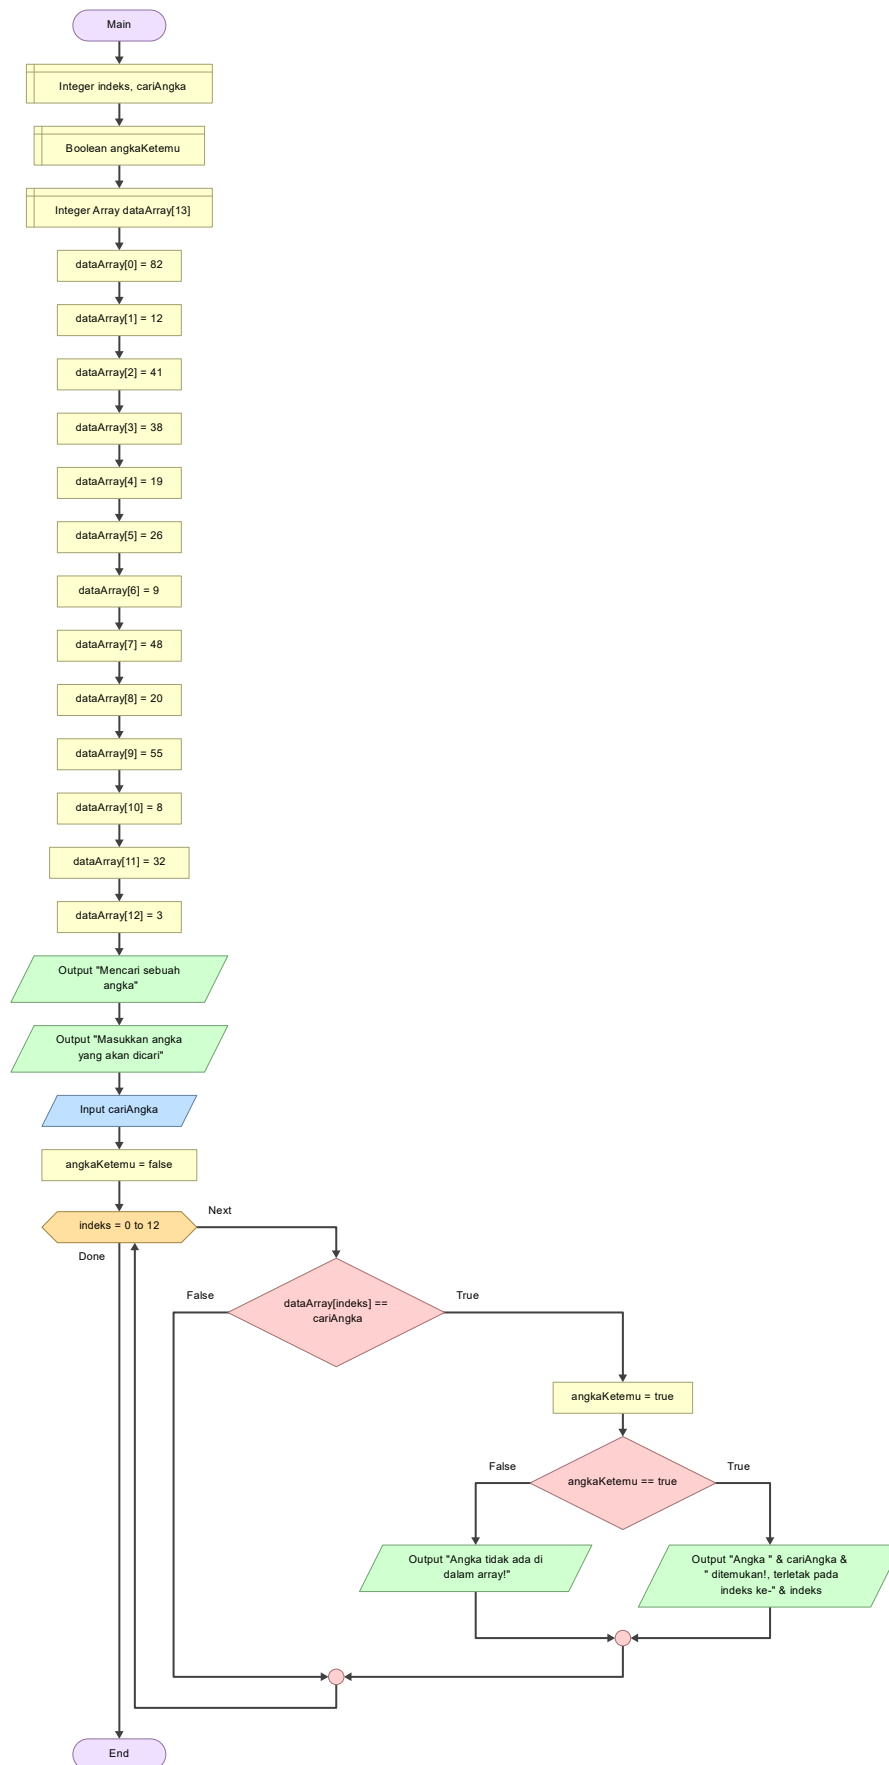 Main
Integer indeks, cariAngka
Boolean angkaKetemu
Integer Array dataArray[13]
dataArray[0] = 82
dataArray[1] = 12
dataArray[2] = 41
dataArray[3] = 38
dataArray[4] = 19
dataArray[5] = 26
dataArray[6] = 9
dataArray[7] = 48
dataArray[8] = 20
dataArray[9] = 55
dataArray[10] = 8
dataArray[11] = 32
dataArray[12] = 3
Output "Mencari sebuah
angka"
Output "Masukkan angka
yang akan dicari"
Input cariAngka
angkaKetemu = false
indeks = 0 to 12
Next
Done
dataArray[indeks] ==
cariAngka
False
True
angkaKetemu = true
angkaKetemu == true
False
True
Output "Angka tidak ada di
dalam array!"
Output "Angka " & cariAngka &
" ditemukan!, terletak pada
indeks ke-" & indeks
End